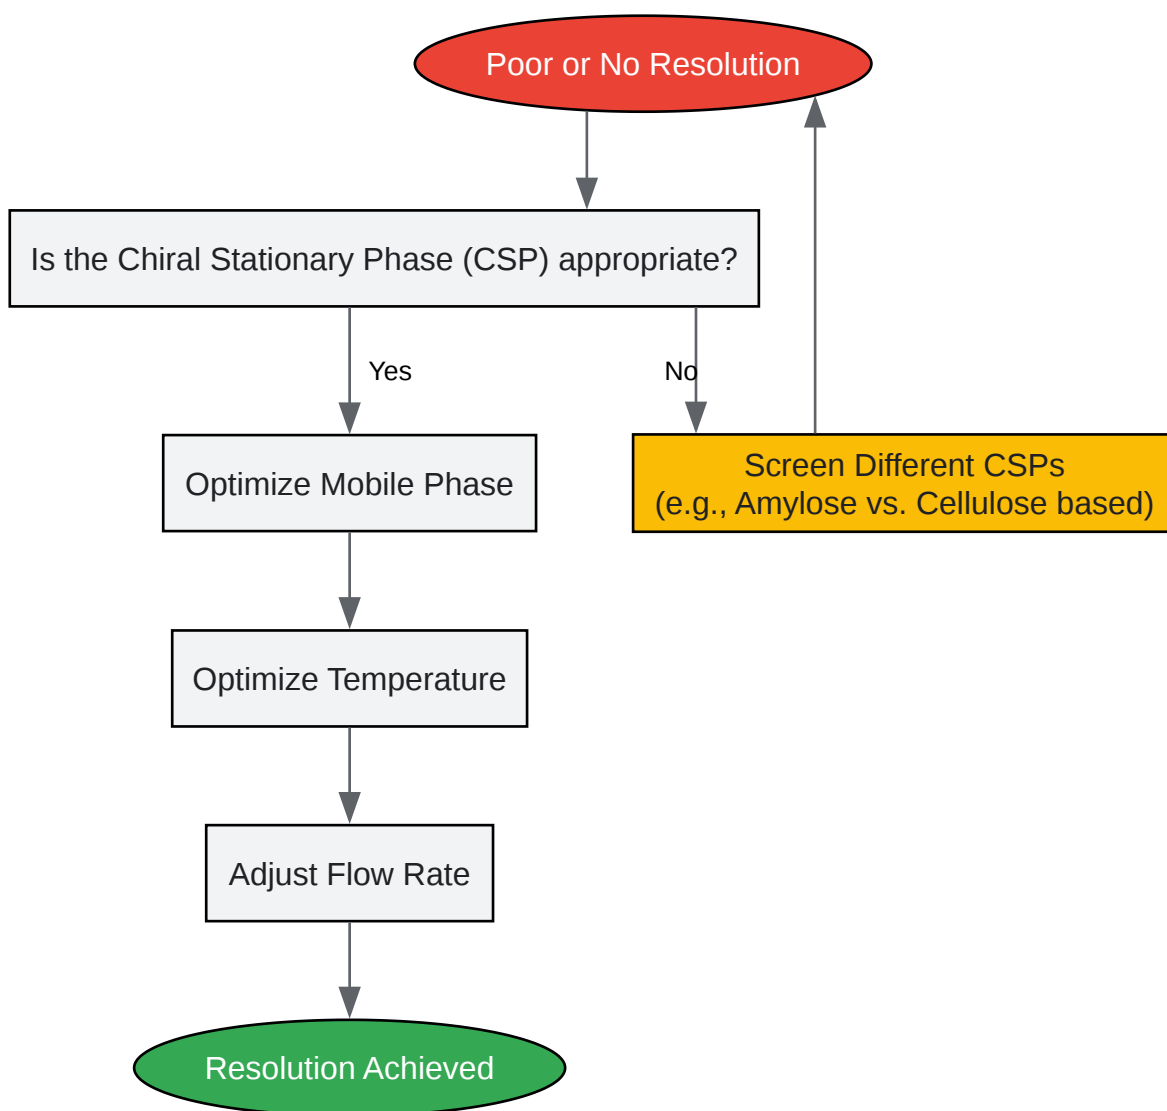 Poor or No Resolution
Is the Chiral Stationary Phase (CSP) appropriate?
Yes
No
Optimize Mobile Phase
Screen Different CSPs
(e.g., Amylose vs. Cellulose based)
Optimize Temperature
Adjust Flow Rate
Resolution Achieved